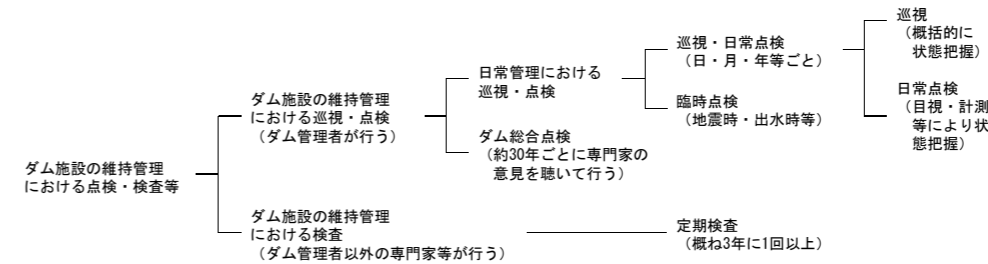 ダム施設の維持管理
における点検・検査等
ダム施設の維持管理
における巡視・点検
(ダム管理者が行う)
日常管理における
巡視・点検
巡視・日常点検
(日・月・年等ごと)
巡視
(概括的に
状態把握)
日常点検
(目視・計測
等により状
態把握)
臨時点検
(地震時・出水時等)
ダム総合点検
(約30年ごとに専門家の
意見を聴いて行う)
ダム施設の維持管理
における検査
(ダム管理者以外の専門家等が行う)
定期検査
(概ね3年に1回以上)